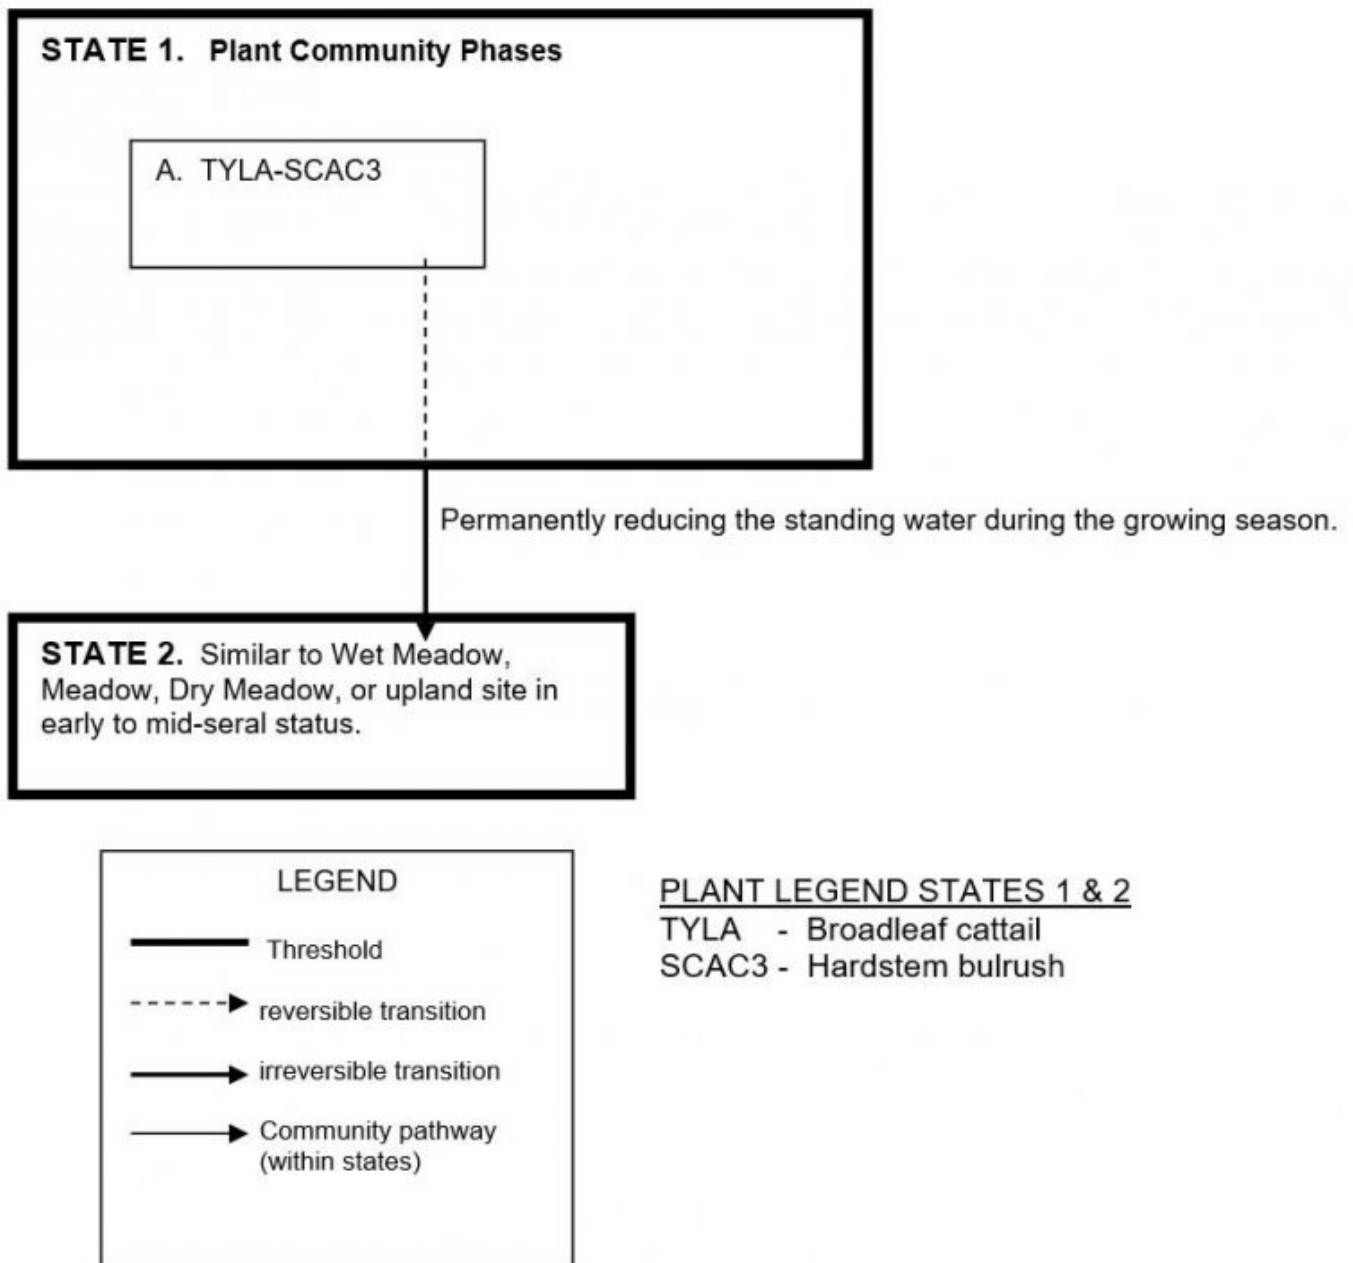 STATE 1. Plant Community Phases
A. TYLA-SCAC3
Permanently reducing the standing water during the growing season.
STATE 2. Similar to Wet Meadow,
Meadow, Dry Meadow, or upland site in
early to mid-seral status.
LEGEND
Threshold
reversible transition
irreversible transition
Community pathway
(within states)
PLANT LEGEND STATES 1 & 2
TYLA - Broadleaf cattail
SCAC3 - Hardstem bulrush